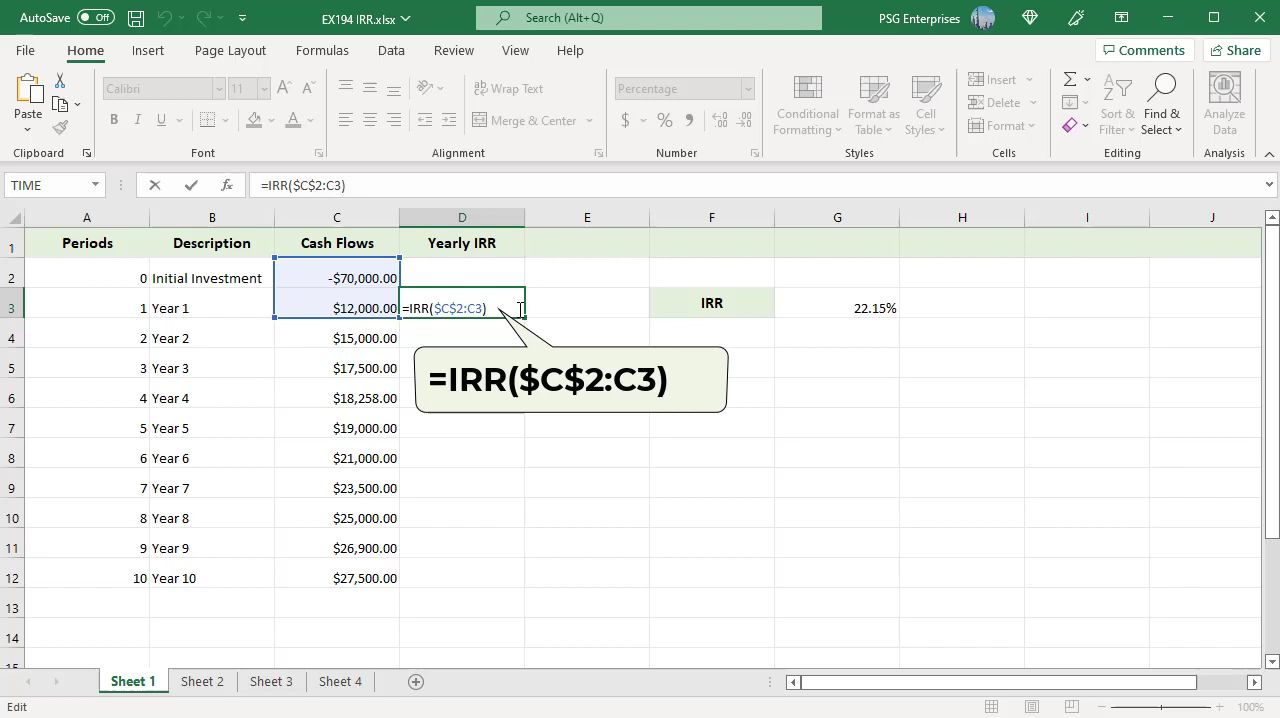 AutoSave Off EX194 IRR.xlsx Search (Alt+Q) PSG Enterprises
File Home Insert Page Layout Formulas Data Review View Help Comments Share
Paste
Calibri 11
B I U A
Wrap Text
Merge & Center
Percentage
$ % 9
Conditional Formatting
Format as Table
Cell Styles
Insert
Delete
Format
Sort & Filter
Find & Select
Analyze Data
Clipboard Font Alignment Number Styles Cells Editing Analysis
TIME fx =IRR($C$2:C3)
A B C D E F G H I J
1 Periods Description Cash Flows Yearly IRR
2 0 Initial Investment -$70,000.00
3 1 Year 1 $12,000.00 =IRR($C$2:C3) IRR 22.15%
4 2 Year 2 $15,000.00
5 3 Year 3 $17,500.00
=IRR($C$2:C3)
6 4 Year 4 $18,258.00
7 5 Year 5 $19,000.00
8 6 Year 6 $21,000.00
9 7 Year 7 $23,500.00
10 8 Year 8 $25,000.00
11 9 Year 9 $26,900.00
12 10 Year 10 $27,500.00
13
14
15
Sheet 1 Sheet 2 Sheet 3 Sheet 4
Edit 100%